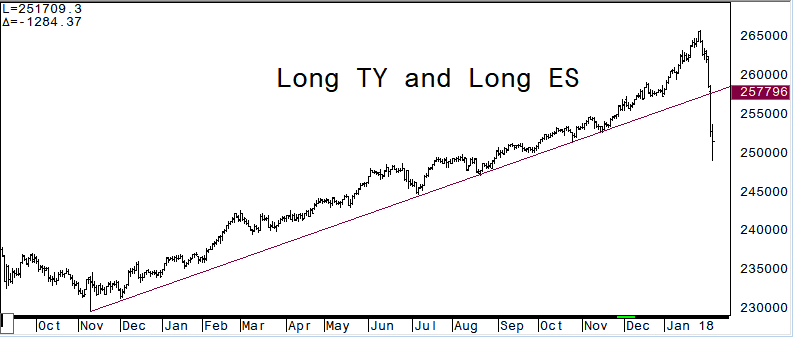 L=251709.3
Δ=-1284.37
Long TY and Long ES
265000
260000
257796
255000
250000
245000
240000
235000
230000
Oct Nov Dec Jan Feb Mar Apr May Jun Jul Aug Sep Oct Nov Dec Jan 18